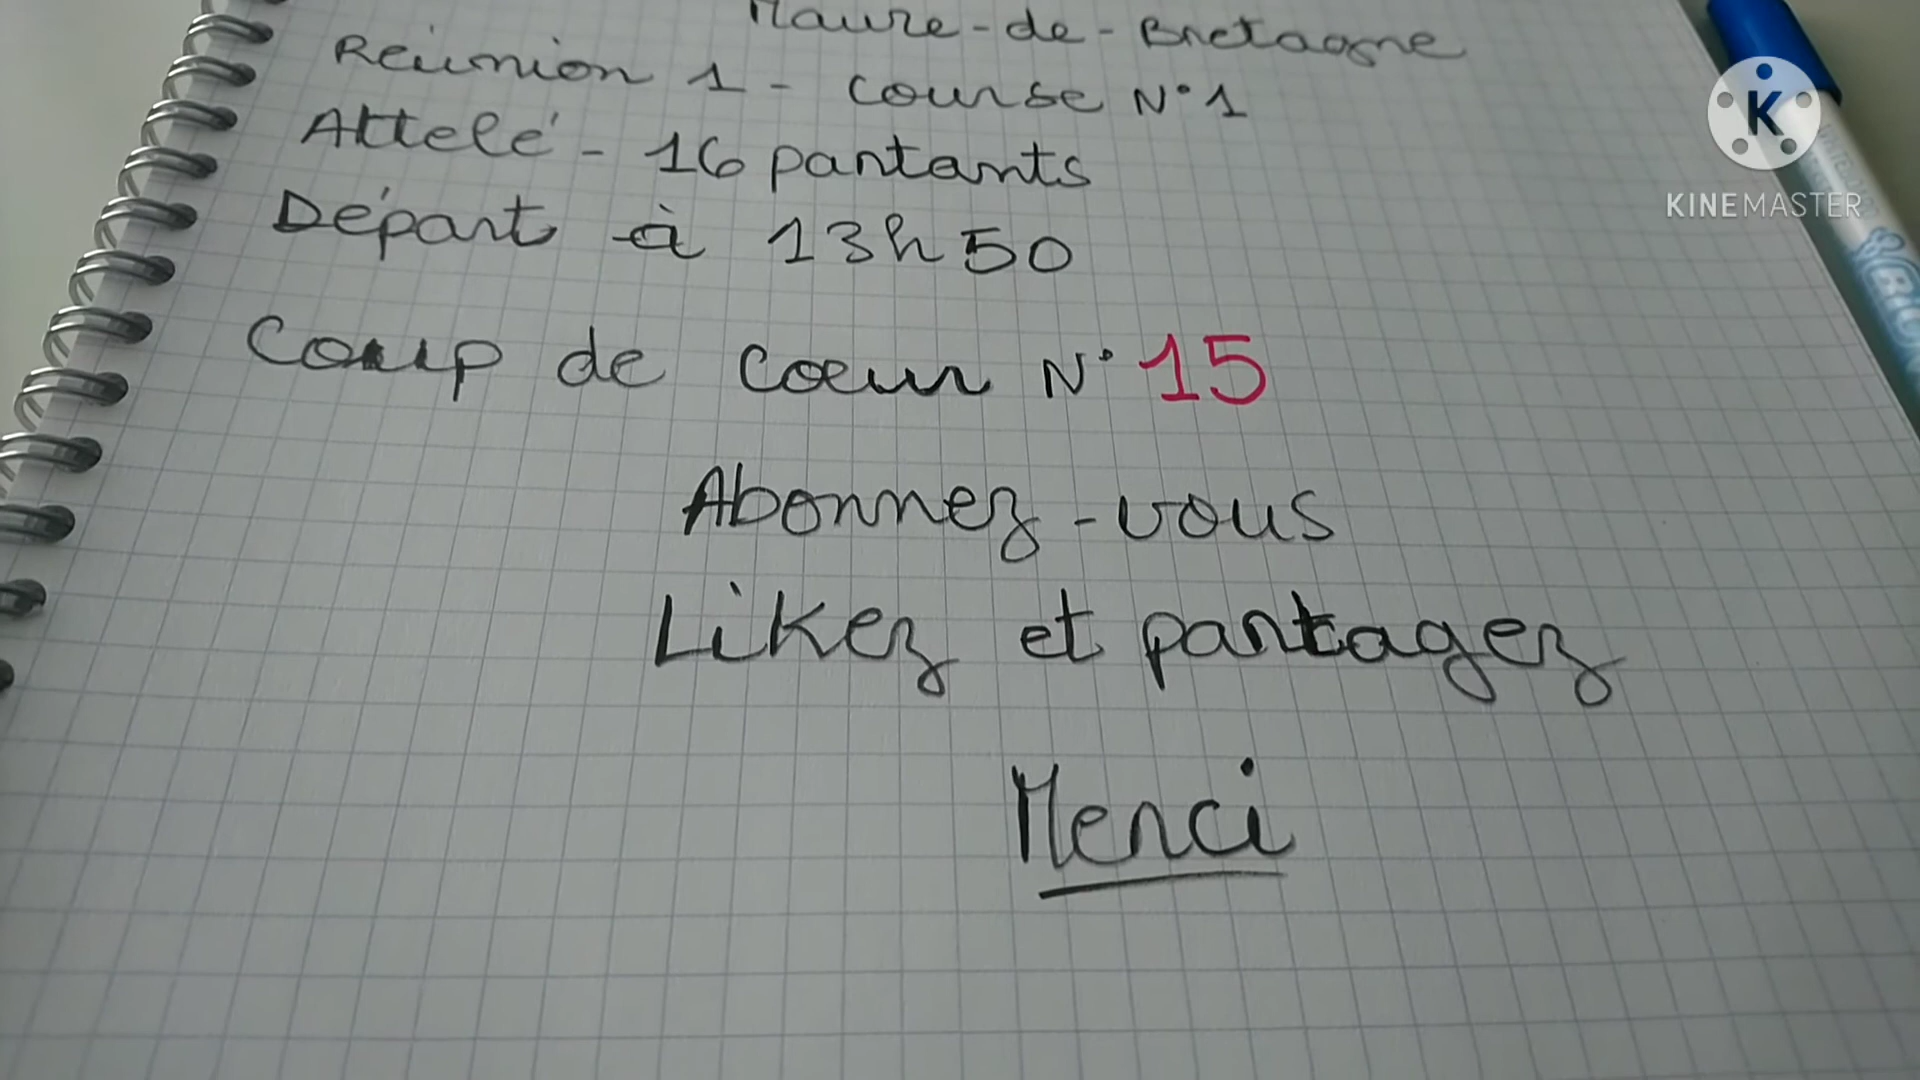 Maure-de-Bretagne
Réunion 1 - Course N°1
Attelé - 16 partants
Départ à 13h50
Coup de cœur N° 15
Abonnez-vous
Likez et partagez
Merci
K
KINEMASTER